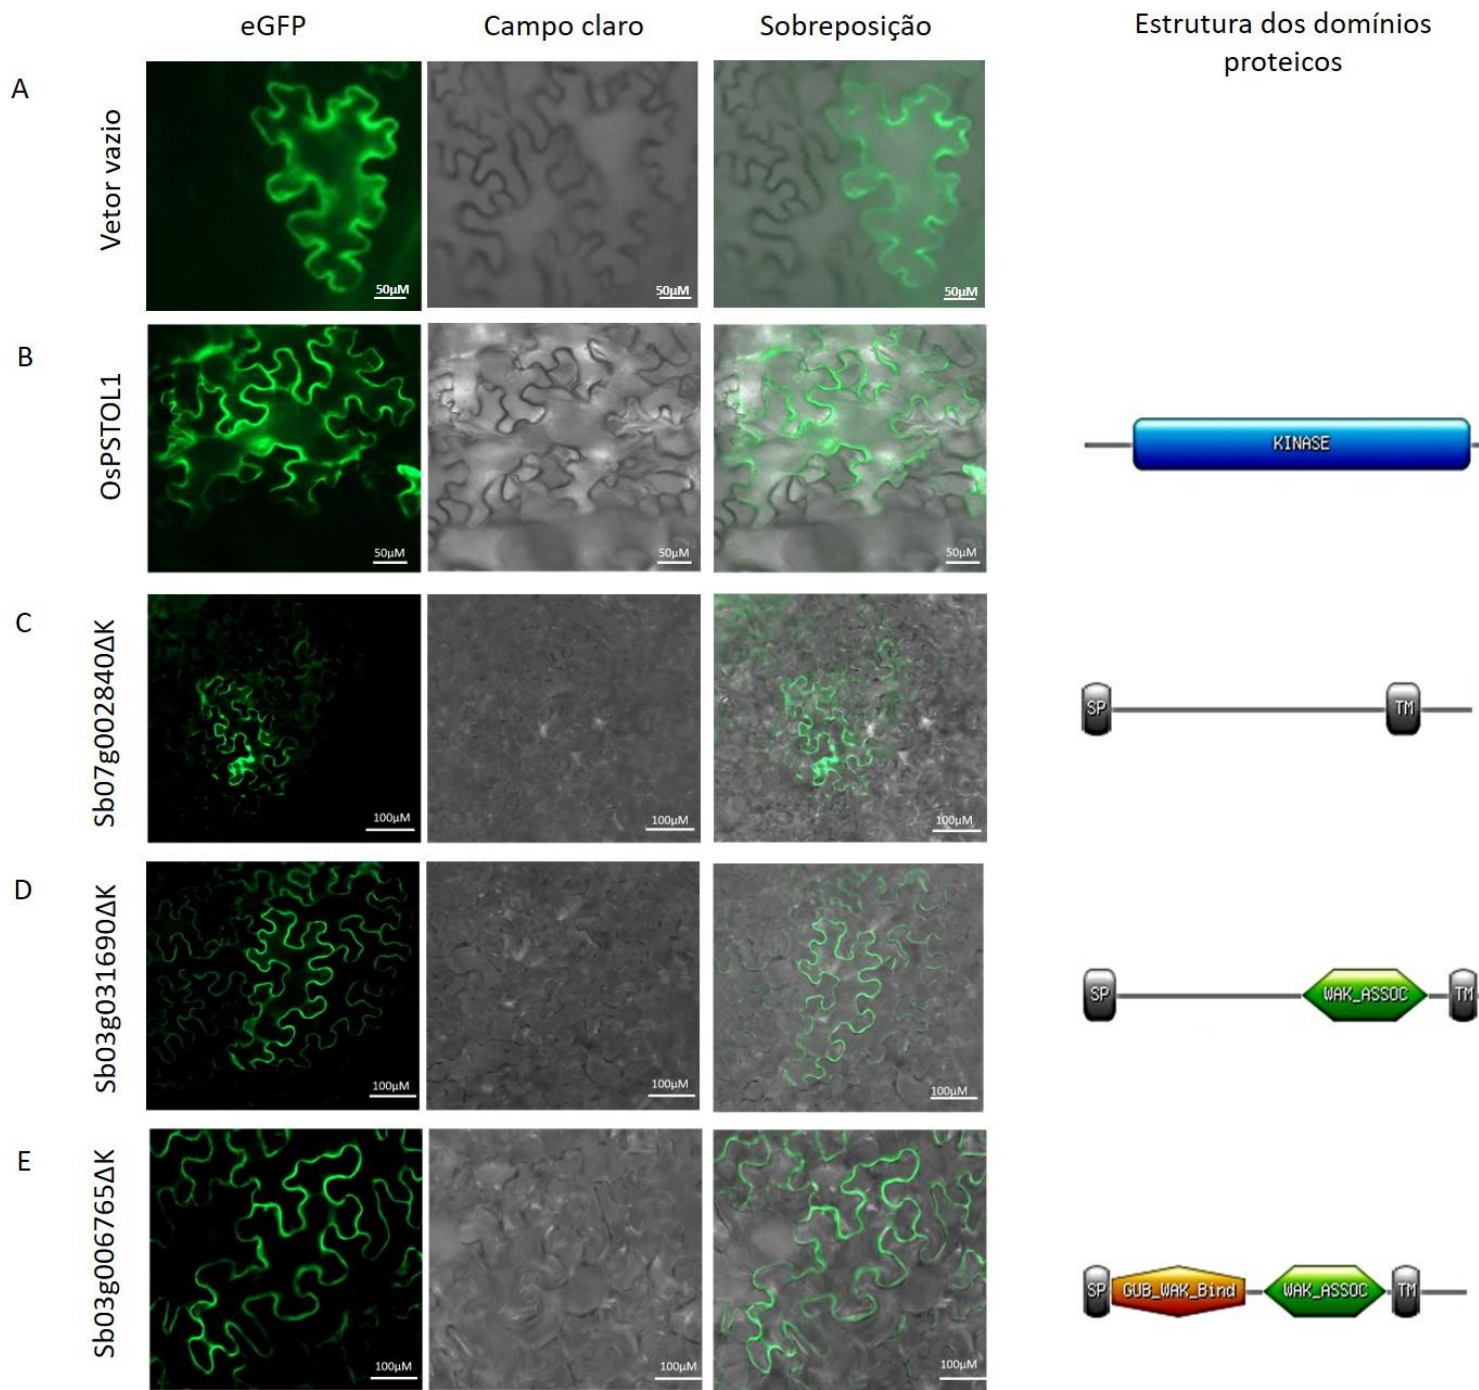 eGFP
Campo claro
Sobreposição
Estrutura dos domínios
proteicos
A
Vetor vazio
50µM
50µM
50µM
B
OsPSTOL1
50µM
50µM
50µM
KINASE
C
Sb07g002840ΔK
100µM
100µM
100µM
SP
TM
D
Sb03g031690ΔK
100µM
100µM
100µM
SP
WAK_ASSOC
TM
E
Sb03g006765ΔK
100µM
100µM
100µM
SP
GUB_WAK_Bind
WAK_ASSOC
TM